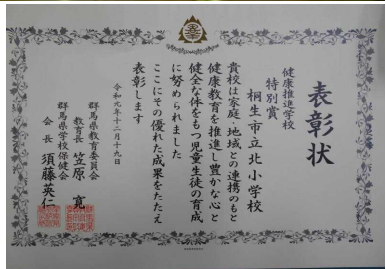 表彰状
健康推進学校
特別賞
桐生市立北小学校
貴校は家庭、地域との連携のもと
健康教育を推進し豊かな心と
健全な体をもつ児童生徒の育成
に努められました
ここにその優れた成果をたたえ
表彰します
令和元年十二月十九日
群馬県教育委員会
教育長 笠原 寛
群馬県学校保健会
会長 須藤英仁